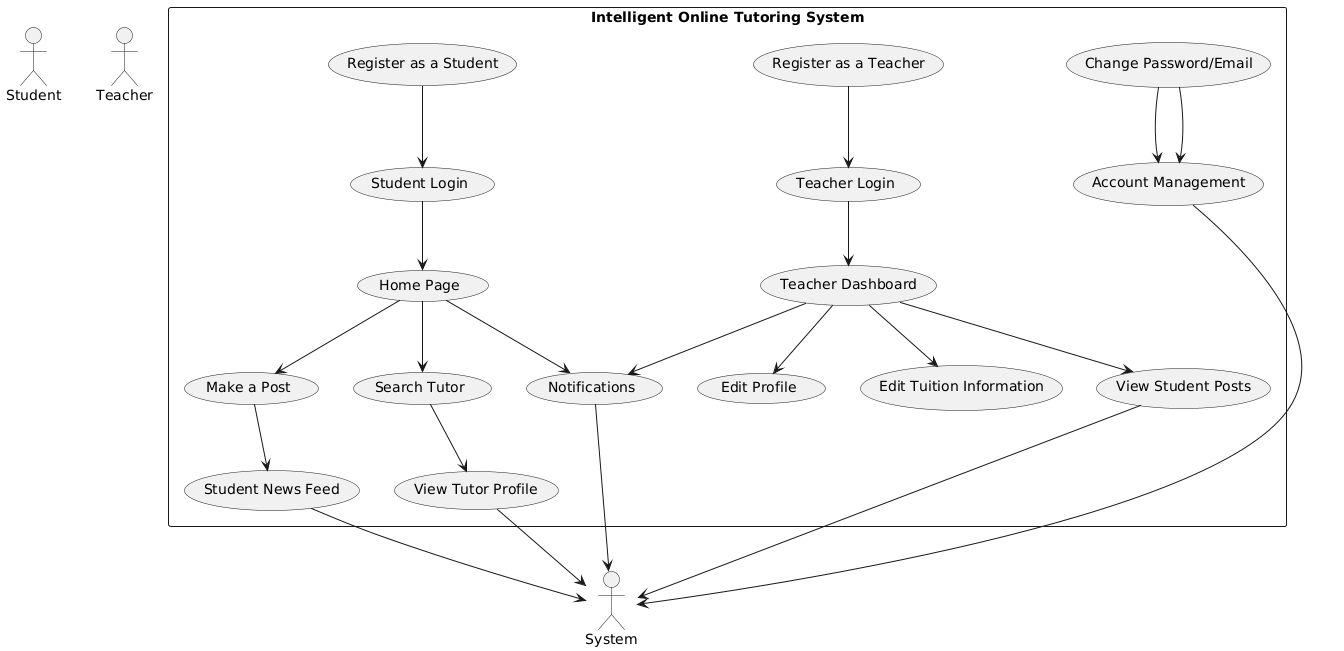 Intelligent Online Tutoring System
Student
Teacher
Register as a Student
Register as a Teacher
Change Password/Email
Student Login
Teacher Login
Account Management
Home Page
Teacher Dashboard
Make a Post
Search Tutor
Notifications
Edit Profile
Edit Tuition Information
View Student Posts
Student News Feed
View Tutor Profile
System